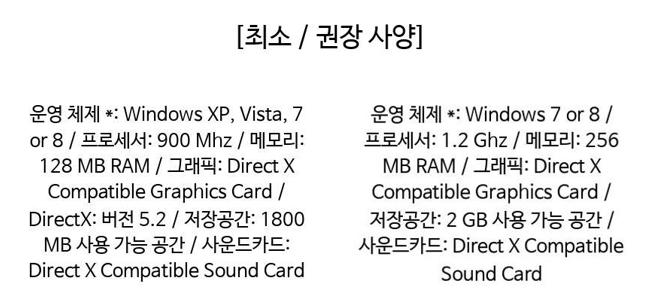 [최소 / 권장 사양]
운영 체제 *: Windows XP, Vista, 7
or 8 / 프로세서: 900 Mhz / 메모리:
128 MB RAM / 그래픽: Direct X
Compatible Graphics Card /
DirectX: 버전 5.2 / 저장공간: 1800
MB 사용 가능 공간 / 사운드카드:
Direct X Compatible Sound Card
운영 체제 *: Windows 7 or 8 /
프로세서: 1.2 Ghz / 메모리: 256
MB RAM / 그래픽: Direct X
Compatible Graphics Card /
저장공간: 2 GB 사용 가능 공간 /
사운드카드: Direct X Compatible
Sound Card